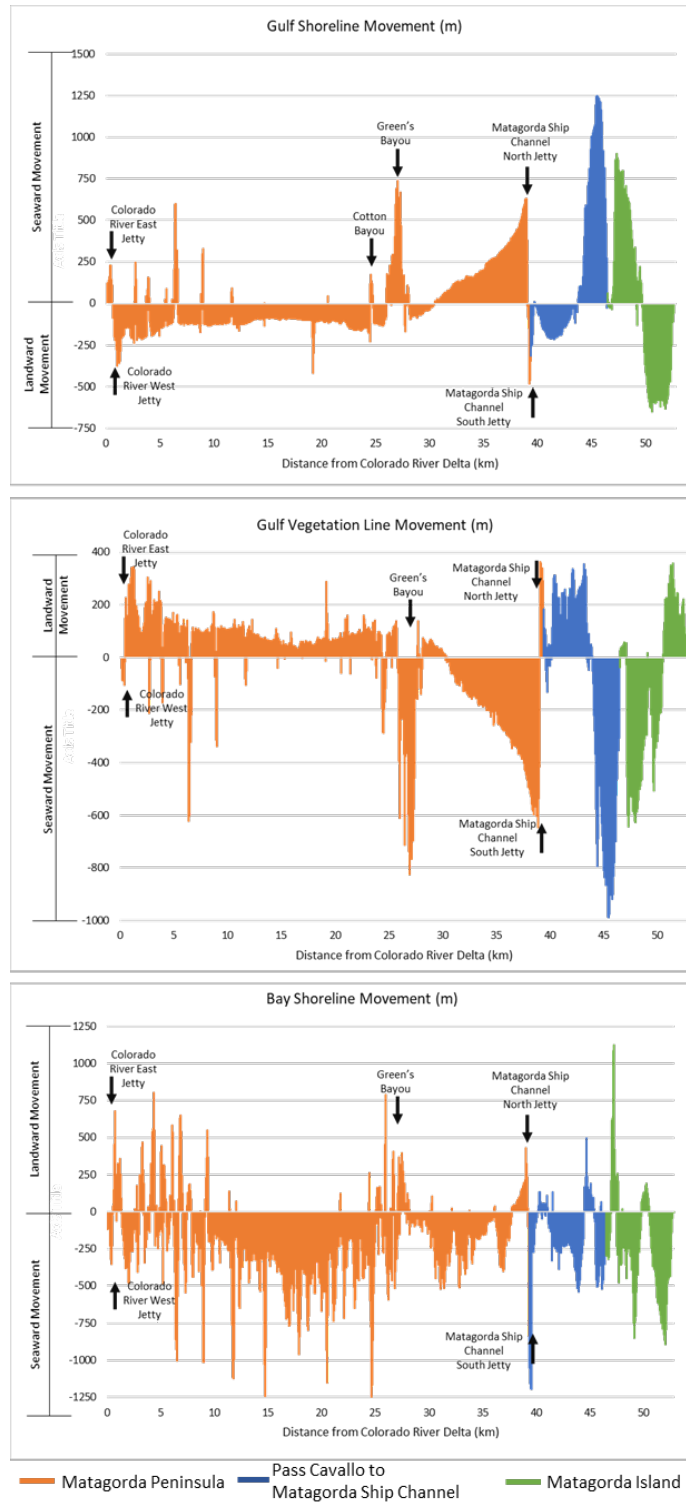 Gulf Shoreline Movement (m)
Seaward Movement
Landward Movement
1500
1250
1000
750
500
250
0
-250
-500
-750
Colorado
River East
Jetty
Colorado
River West
Jetty
Cotton
Bayou
Green's
Bayou
Matagorda Ship
Channel
North Jetty
Matagorda Ship
Channel
South Jetty
0 5 10 15 20 25 30 35 40 45 50
Distance from Colorado River Delta (km)
Gulf Vegetation Line Movement (m)
Landward
Movement
Seaward Movement
400
200
0
-200
-400
-600
-800
-1000
Colorado
River East
Jetty
Colorado
River West
Jetty
Green's
Bayou
Matagorda Ship
Channel
North Jetty
Matagorda Ship
Channel
South Jetty
0 5 10 15 20 25 30 35 40 45 50
Distance from Colorado River Delta (km)
Bay Shoreline Movement (m)
Landward Movement
Seaward Movement
1250
1000
750
500
250
0
-250
-500
-750
-1000
-1250
Colorado
River East
Jetty
Colorado
River West
Jetty
Green's
Bayou
Matagorda Ship
Channel
North Jetty
Matagorda Ship
Channel
South Jetty
0 5 10 15 20 25 30 35 40 45 50
Distance from Colorado River Delta (km)
Matagorda Peninsula
Pass Cavallo to
Matagorda Ship Channel
Matagorda Island